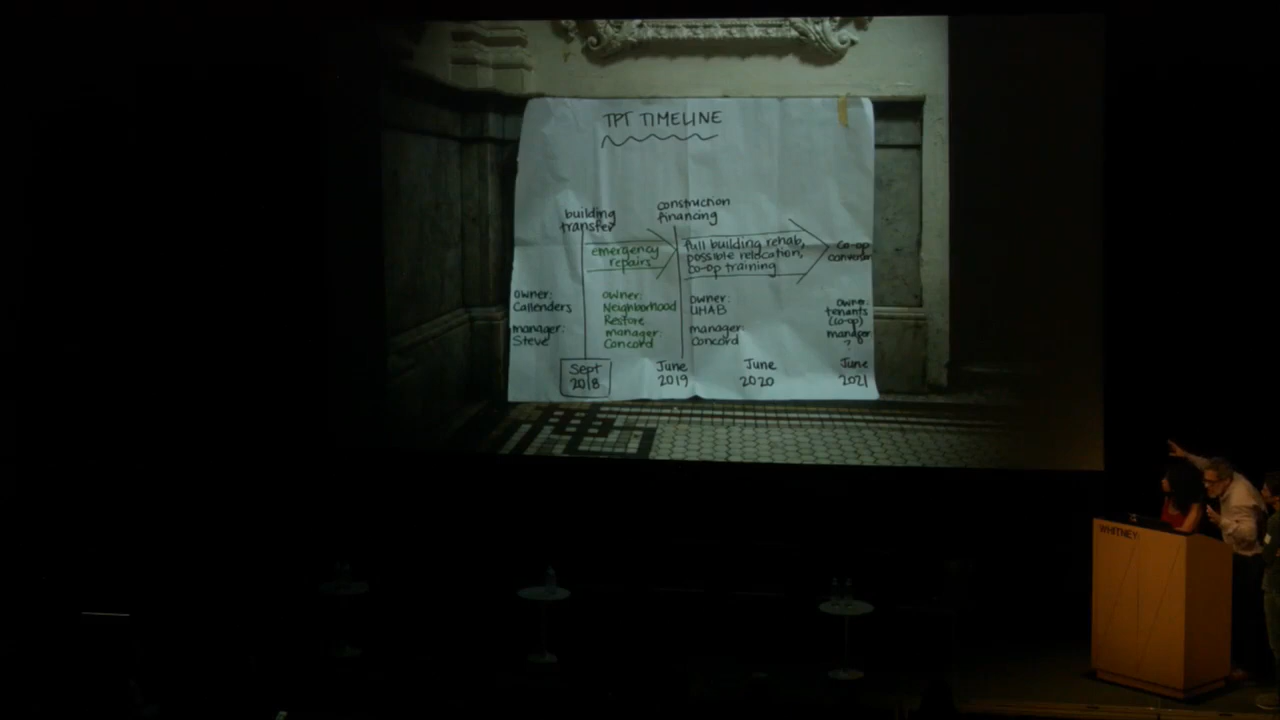 TPT TIMELINE
building
transfer
construction
financing
emergency
repairs
full building rehab,
possible relocation,
co-op training
co-op
conversion
owner:
Callenders
manager:
Steve
owner:
Neighborhood
Restore
manager:
Concord
owner:
UHAB
manager:
Concord
owner:
tenants
(co-op)
manager
?
Sept
2018
June
2019
June
2020
June
2021
WHITNEY